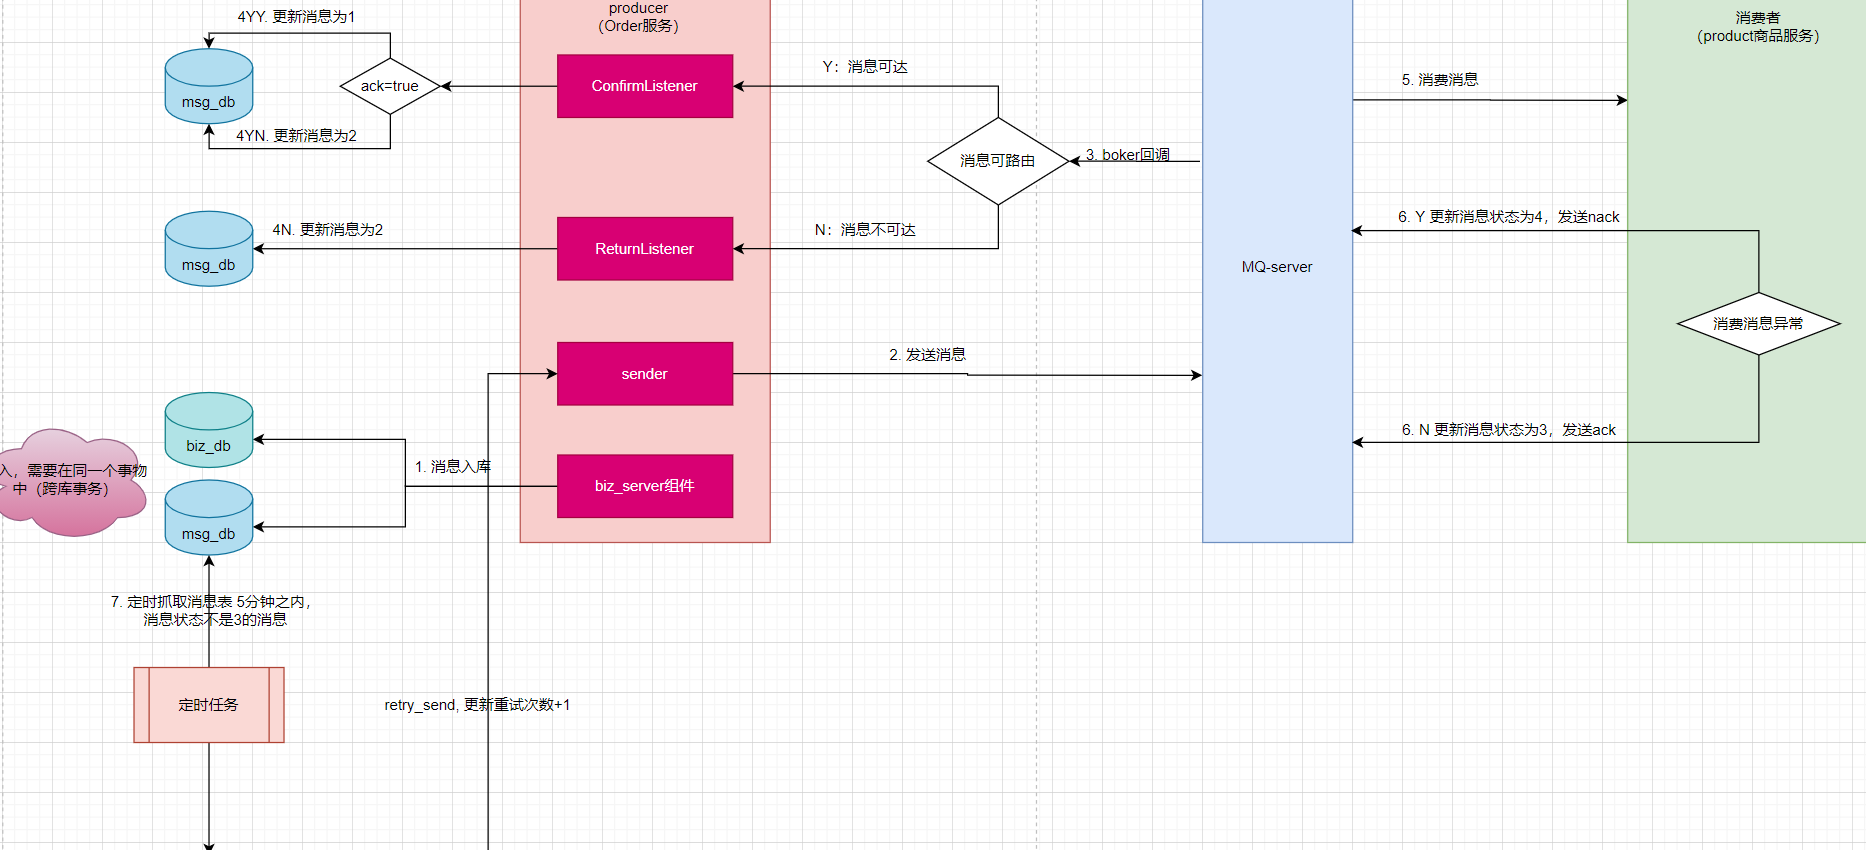 producer
（Order服务）
消费者
（product商品服务）
4YY. 更新消息为1
msg_db
ack=true
4YN. 更新消息为2
ConfirmListener
Y：消息可达
消息可路由
3. boker回调
5. 消费消息
4N. 更新消息为2
msg_db
ReturnListener
N：消息不可达
MQ-server
6. Y 更新消息状态为4，发送nack
消费消息异常
sender
2. 发送消息
6. N 更新消息状态为3，发送ack
biz_db
1. 消息入库
biz_server组件
入，需要在同一个事物
中（跨库事务）
msg_db
7. 定时抓取消息表 5分钟之内，
消息状态不是3的消息
定时任务
retry_send, 更新重试次数+1